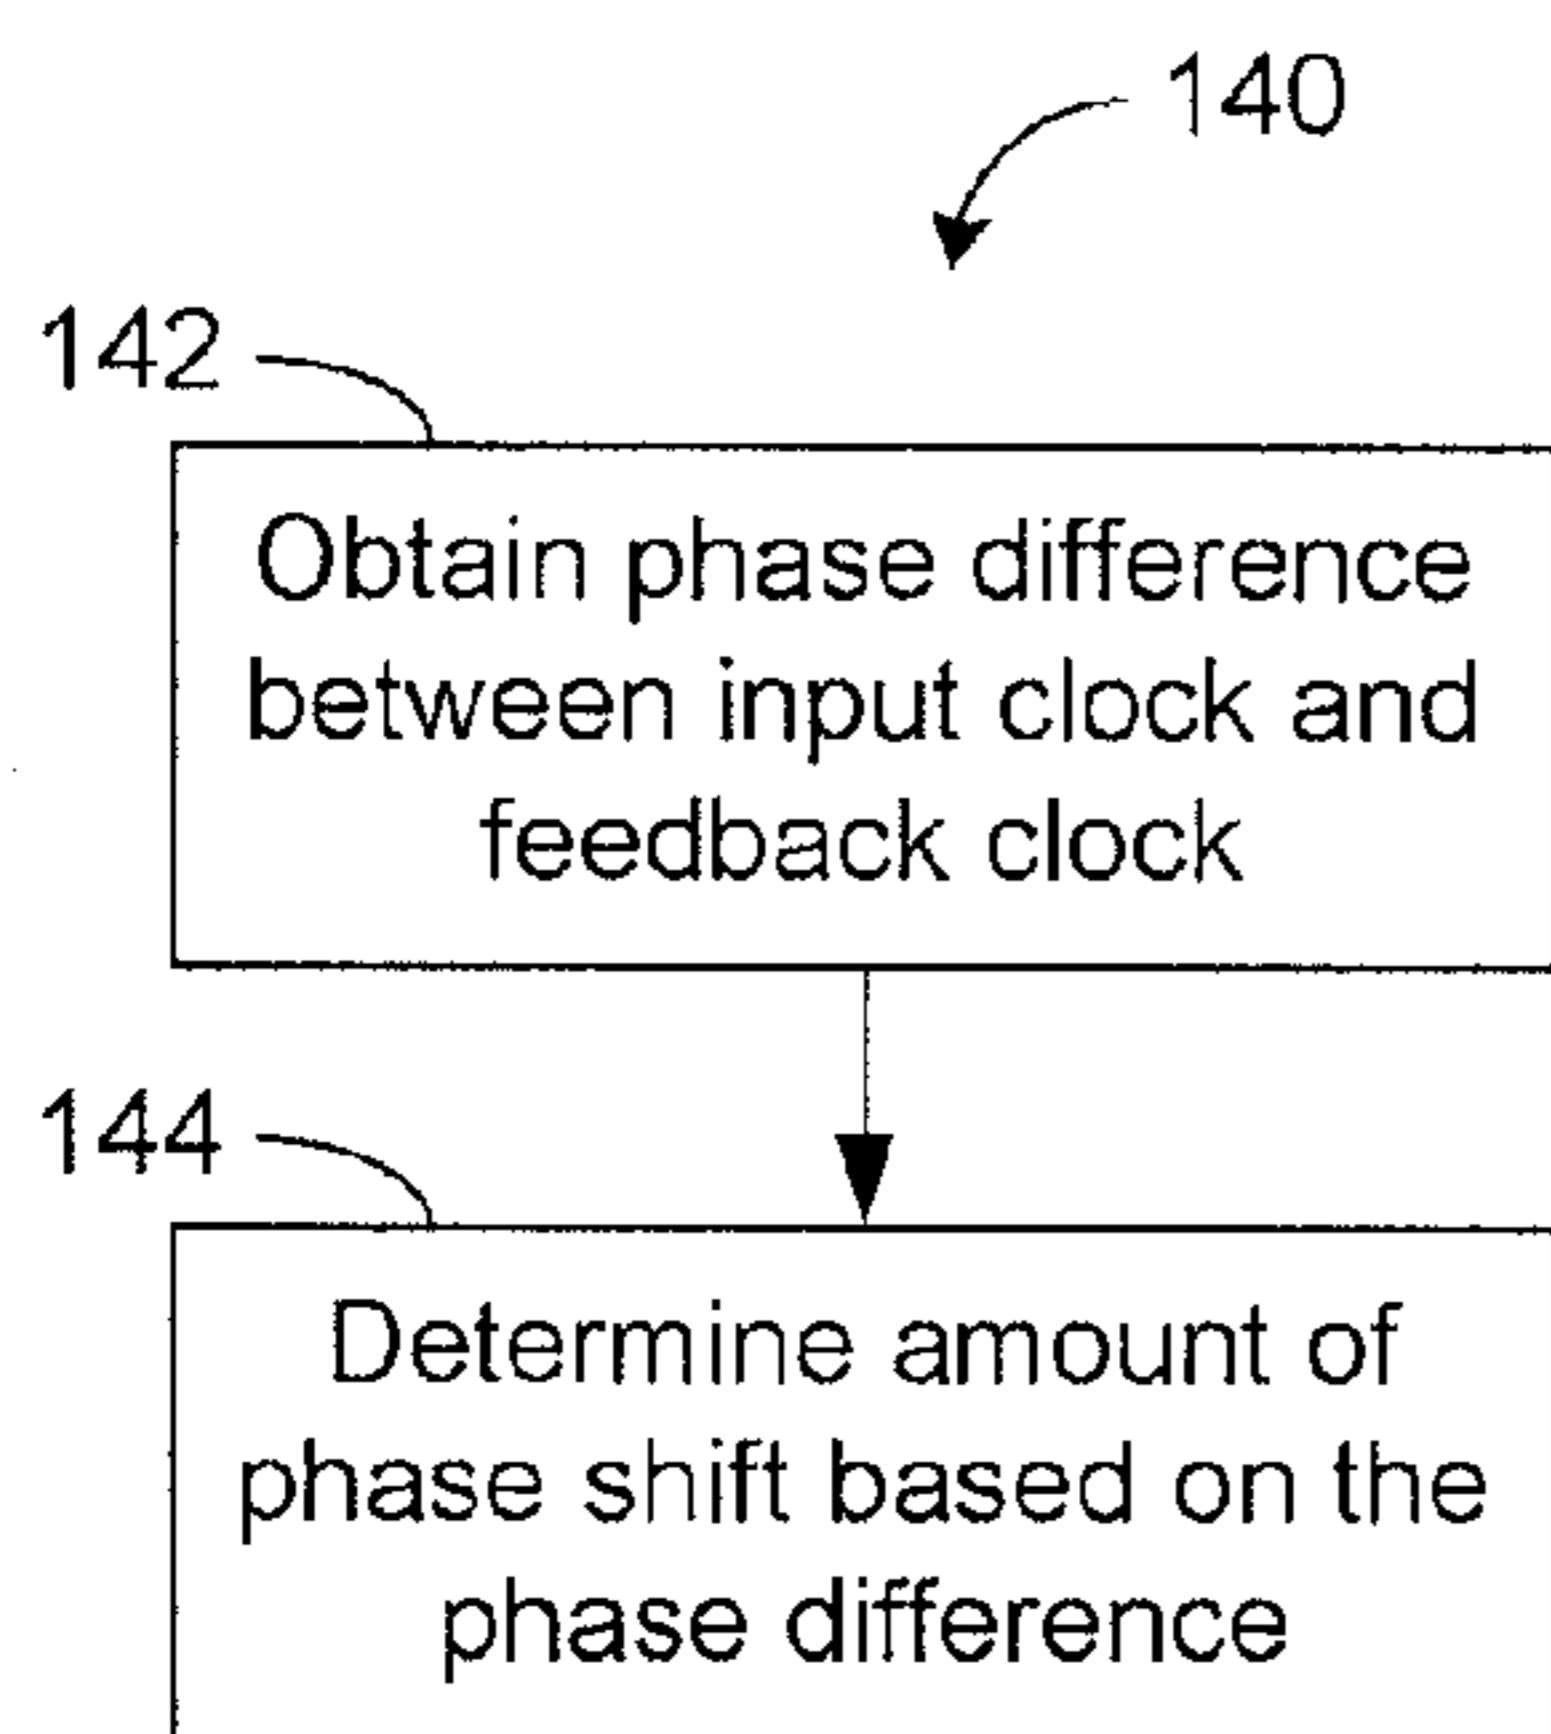 140
142
Obtain phase difference
between input clock and
feedback clock
144
Determine amount of
phase shift based on the
phase difference